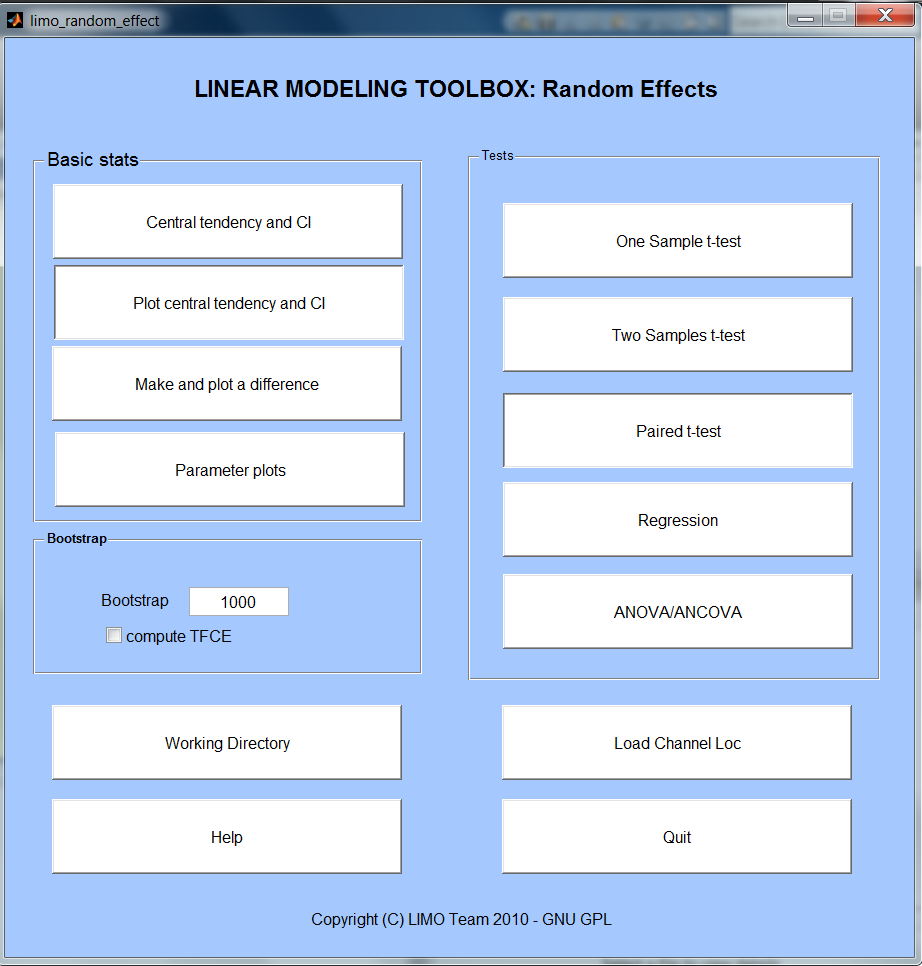 limo_random_effect
LINEAR MODELING TOOLBOX: Random Effects
Basic stats
Central tendency and CI
Plot central tendency and CI
Make and plot a difference
Parameter plots
Bootstrap
Bootstrap 1000
compute TFCE
Tests
One Sample t-test
Two Samples t-test
Paired t-test
Regression
ANOVA/ANCOVA
Working Directory
Load Channel Loc
Help
Quit
Copyright (C) LIMO Team 2010 - GNU GPL